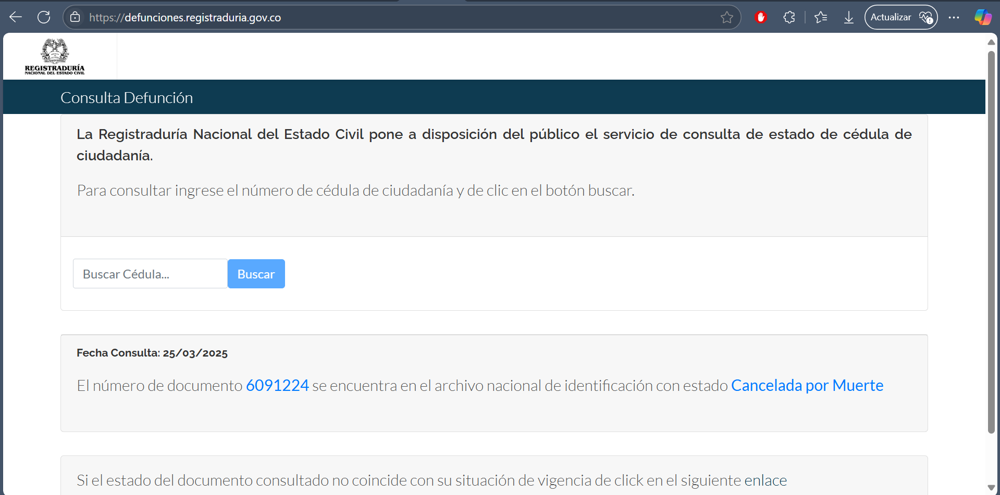 https://defunciones.registraduria.gov.co
Actualizar
REGISTRADURÍA
NACIONAL DEL ESTADO CIVIL
Consulta Defunción
La Registraduría Nacional del Estado Civil pone a disposición del público el servicio de consulta de estado de cédula de
ciudadanía.
Para consultar ingrese el número de cédula de ciudadanía y de clic en el botón buscar.
Buscar Cédula...
Buscar
Fecha Consulta: 25/03/2025
El número de documento 6091224 se encuentra en el archivo nacional de identificación con estado Cancelada por Muerte
Si el estado del documento consultado no coincide con su situación de vigencia de click en el siguiente enlace